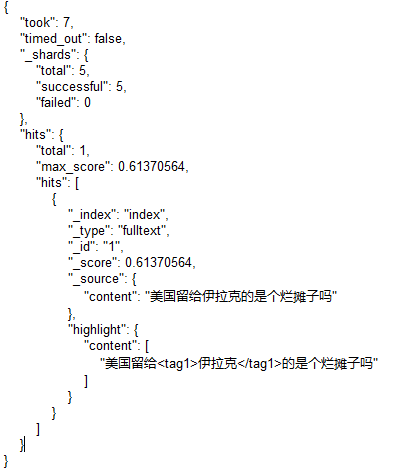 {
    "took": 7,
    "timed_out": false,
    "_shards": {
        "total": 5,
        "successful": 5,
        "failed": 0
    },
    "hits": {
        "total": 1,
        "max_score": 0.61370564,
        "hits": [
            {
                "_index": "index",
                "_type": "fulltext",
                "_id": "1",
                "_score": 0.61370564,
                "_source": {
                    "content": "美国留给伊拉克的是个烂摊子吗"
                },
                "highlight": {
                    "content": [
                        "美国留给<tag1>伊拉克</tag1>的是个烂摊子吗"
                    ]
                }
            }
        ]
    }
}